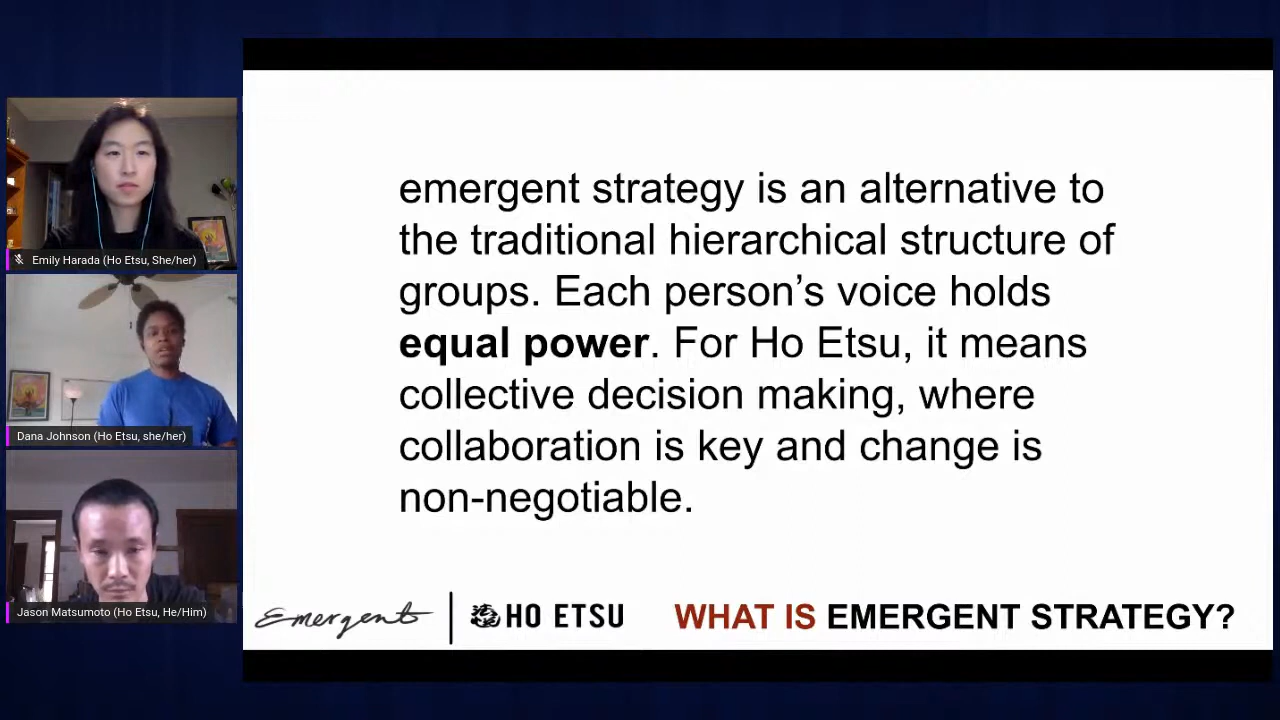 Emily Harada (Ho Etsu, She/her)
Dana Johnson (Ho Etsu, she/her)
Jason Matsumoto (Ho Etsu, He/Him)
emergent strategy is an alternative to
the traditional hierarchical structure of
groups. Each person’s voice holds
equal power. For Ho Etsu, it means
collective decision making, where
collaboration is key and change is
non-negotiable.
Emergent
HO ETSU
WHAT IS EMERGENT STRATEGY?